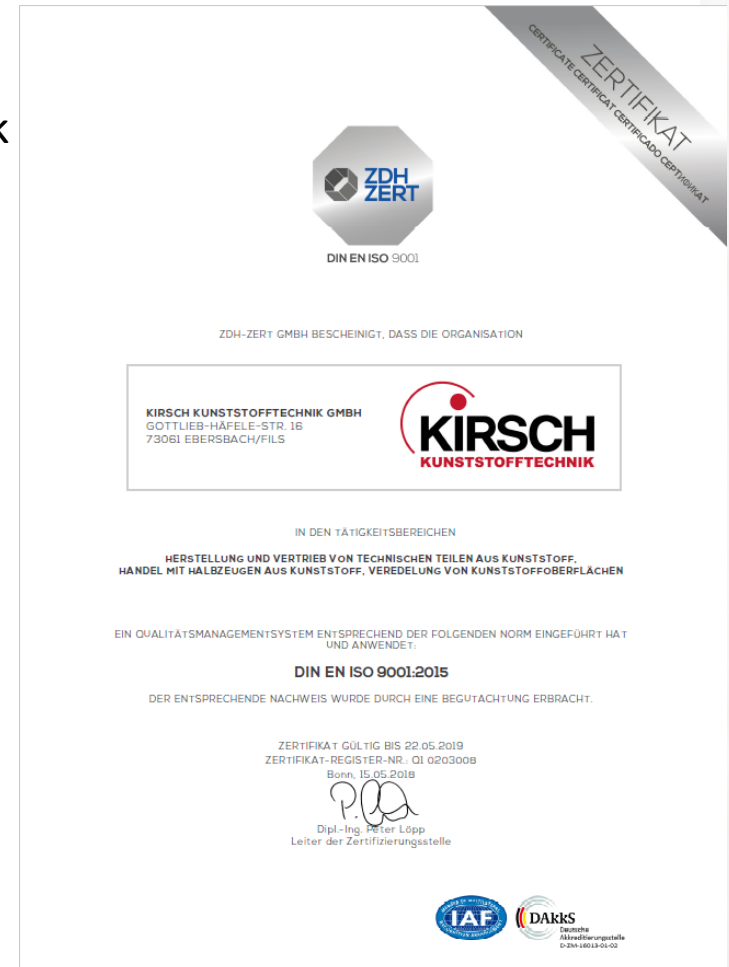 K
ZERTIFIKAT
CERTIFICATE CERTIFICAT CERTIFICADO СЕРТИФИКАТ
ZDH
ZERT
DIN EN ISO 9001
ZDH-ZERT GMBH BESCHEINIGT, DASS DIE ORGANISATION
KIRSCH KUNSTSTOFFTECHNIK GMBH
GOTTLIEB-HÄFELE-STR. 16
73061 EBERSBACH/FILS
KIRSCH
KUNSTSTOFFTECHNIK
IN DEN TÄTIGKEITSBEREICHEN
HERSTELLUNG UND VERTRIEB VON TECHNISCHEN TEILEN AUS KUNSTSTOFF,
HANDEL MIT HALBZEUGEN AUS KUNSTSTOFF, VEREDELUNG VON KUNSTSTOFFOBERFLÄCHEN
EIN QUALITÄTSMANAGEMENTSYSTEM ENTSPRECHEND DER FOLGENDEN NORM EINGEFÜHRT HAT
UND ANWENDET:
DIN EN ISO 9001:2015
DER ENTSPRECHENDE NACHWEIS WURDE DURCH EINE BEGUTACHTUNG ERBRACHT.
ZERTIFIKAT GÜLTIG BIS 22.05.2019
ZERTIFIKAT-REGISTER-NR.: Q1 0203008
Bonn, 15.05.2018
Dipl.-Ing. Peter Löpp
Leiter der Zertifizierungsstelle
IAF
DAkkS
Deutsche
Akkreditierungsstelle
D-ZM-16013-01-02